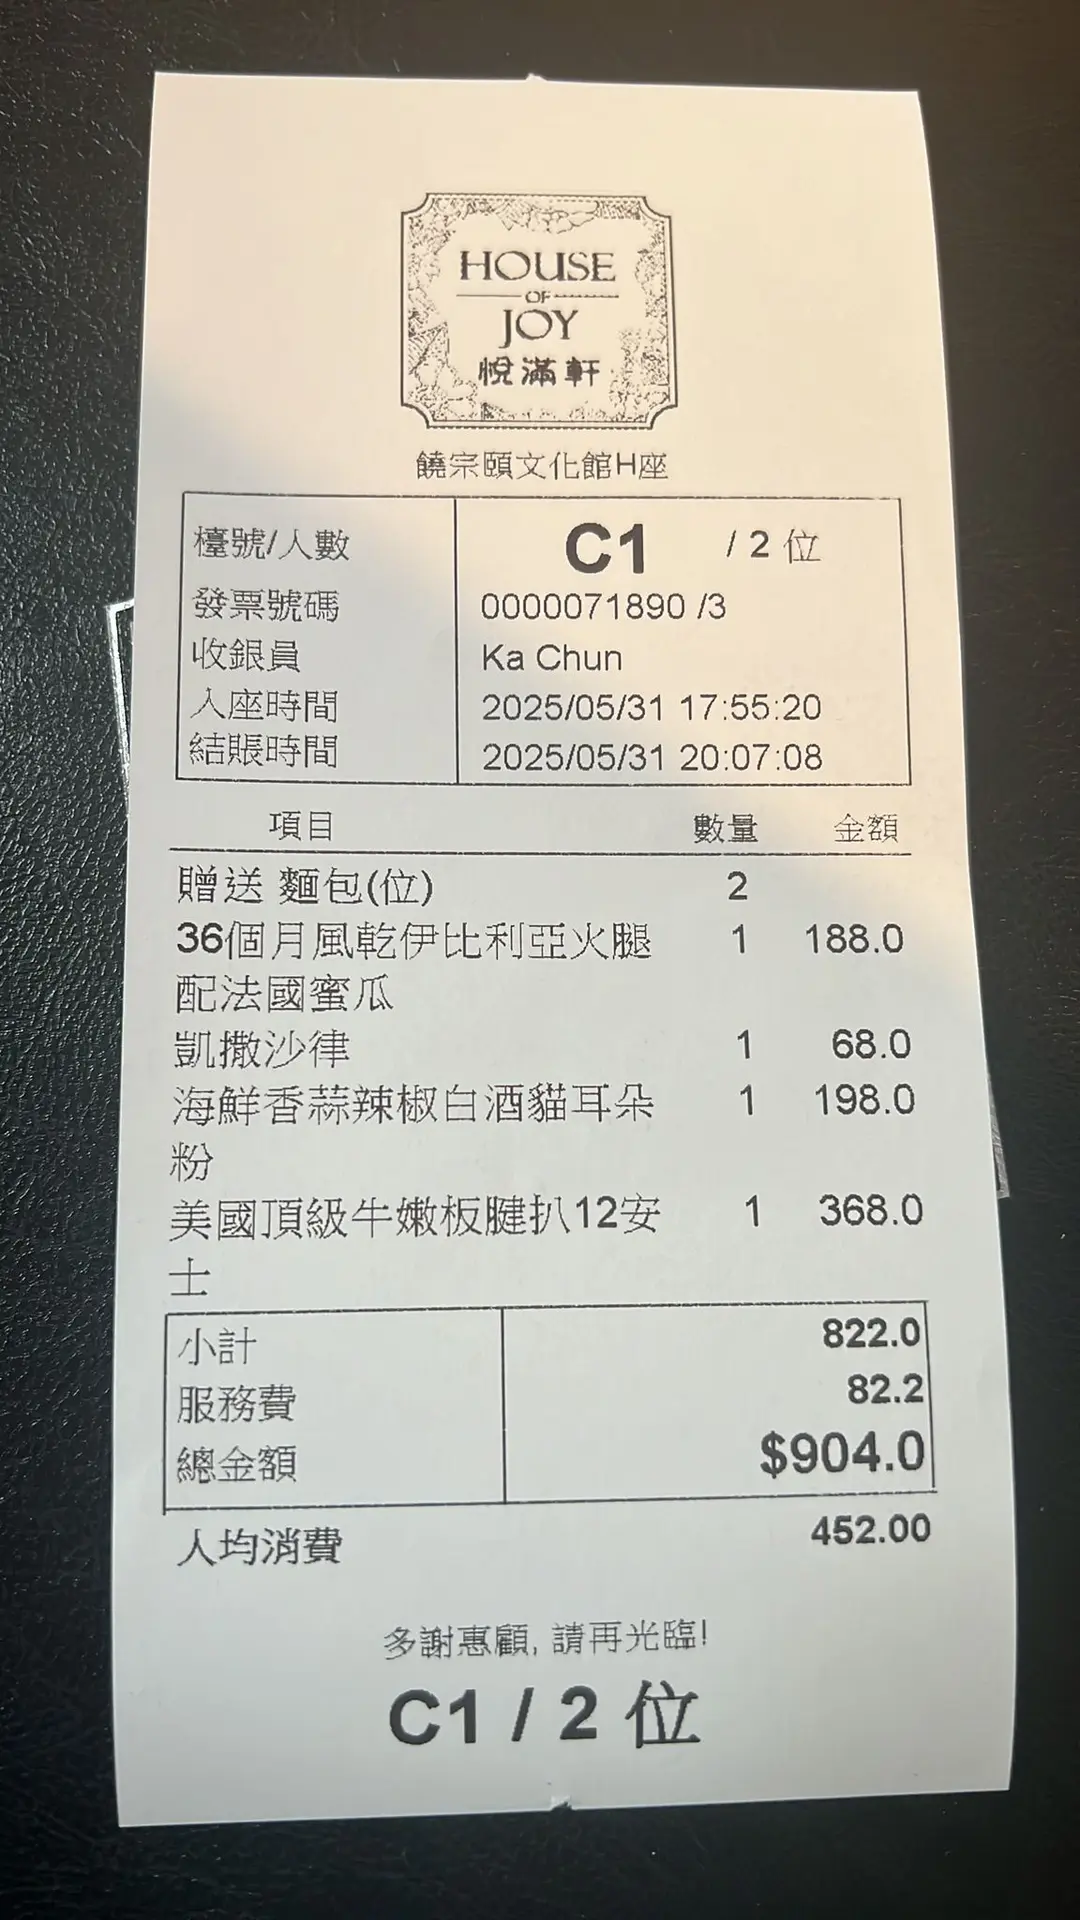 HOUSE
OF
JOY
悅滿軒
饒宗頤文化館H座
檯號/人數 C1 / 2 位
發票號碼 0000071890 /3
收銀員 Ka Chun
入座時間 2025/05/31 17:55:20
結賬時間 2025/05/31 20:07:08
項目 數量 金額
贈送 麵包(位) 2
36個月風乾伊比利亞火腿 1 188.0
配法國蜜瓜
凱撒沙律 1 68.0
海鮮香蒜辣椒白酒貓耳朵 1 198.0
粉
美國頂級牛嫩板腱扒12安 1 368.0
士
小計 822.0
服務費 82.2
總金額 $904.0
人均消費 452.00
多謝惠顧, 請再光臨!
C1 / 2 位